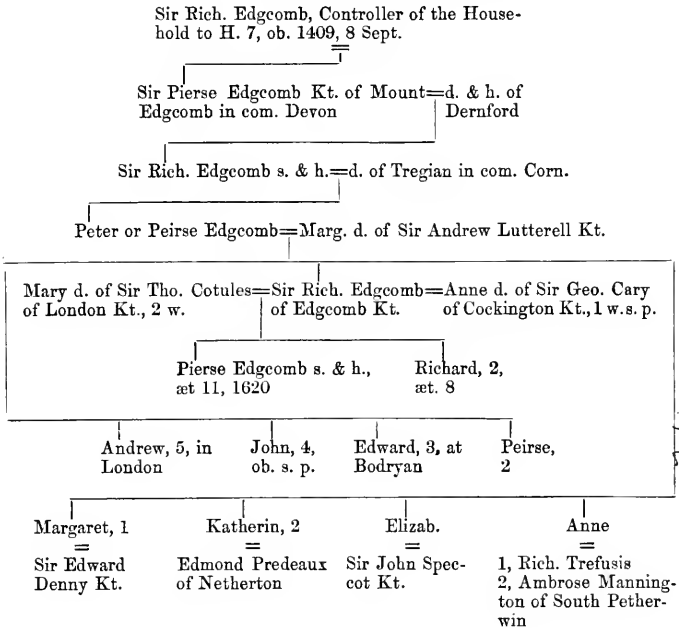 Sir Rich. Edgcomb, Controller of the House-
hold to H. 7, ob. 1409, 8 Sept.
=
Sir Pierse Edgcomb Kt. of Mount=d. & h. of
Edgcomb in com. Devon Dernford
Sir Rich. Edgcomb s. & h.=d. of Tregian in com. Corn.
Peter or Peirse Edgcomb=Marg. d. of Sir Andrew Lutterell Kt.
Mary d. of Sir Tho. Cotules=Sir Rich. Edgcomb=Anne d. of Sir Geo. Cary
of London Kt., 2 w. of Edgcomb Kt. of Cockington Kt., 1 w. s. p.
Pierse Edgcomb s. & h., Richard, 2,
æt 11, 1620 æt. 8
Andrew, 5, in John, 4, Edward, 3, at Peirse,
London ob. s. p. Bodryan 2
Margaret, 1 Katherin, 2 Elizab. Anne
= = = =
Sir Edward Edmond Predeaux Sir John Spec- 1, Rich. Trefusis
Denny Kt. of Netherton cot Kt. 2, Ambrose Manning-
ton of South Pether-
win